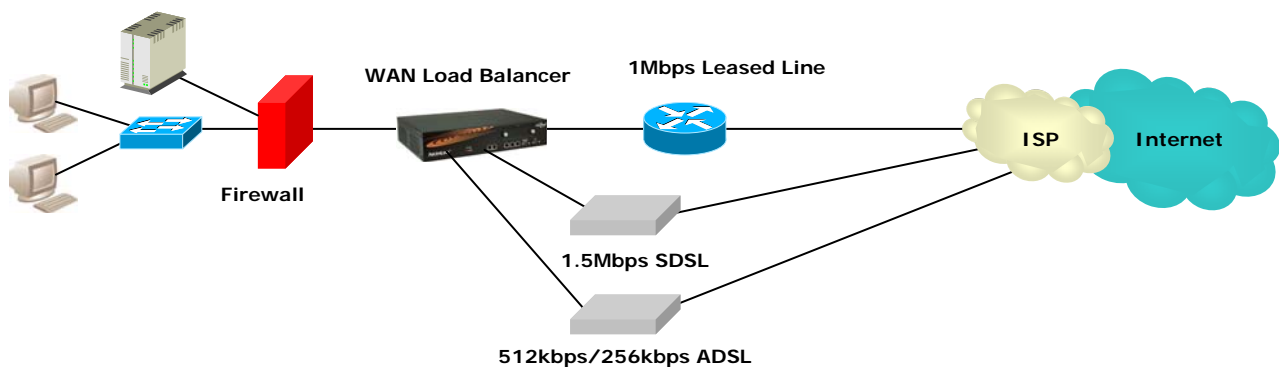 WAN Load Balancer
1Mbps Leased Line
ISP
Internet
Firewall
1.5Mbps SDSL
512kbps/256kbps ADSL